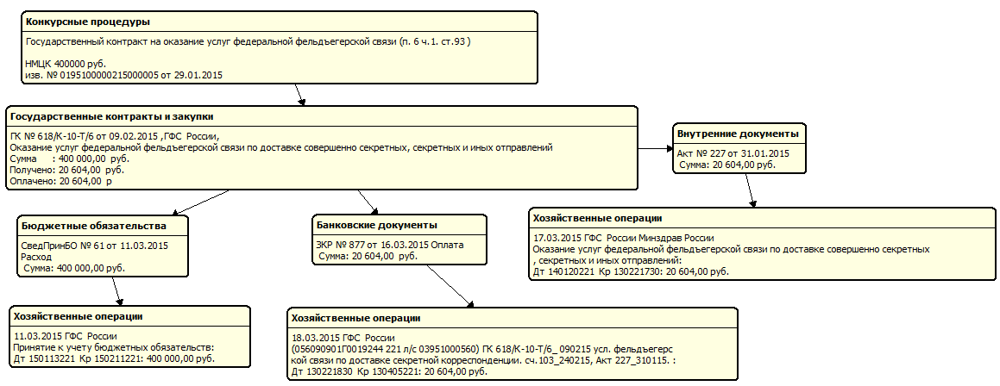 Конкурсные процедуры
Государственный контракт на оказание услуг федеральной фельдъегерской связи (п. 6 ч.1. ст.93 )
НМЦК 400000 руб.
изв. № 0195100000215000005 от 29.01.2015
Государственные контракты и закупки
ГК № 618/К-10-Т/6 от 09.02.2015 ,ГФС России,
Оказание услуг федеральной фельдъегерской связи по доставке совершенно секретных, секретных и иных отправлений
Сумма : 400 000,00 руб.
Получено: 20 604,00 руб.
Оплачено: 20 604,00 р
Внутренние документы
Акт № 227 от 31.01.2015
Сумма: 20 604,00 руб.
Бюджетные обязательства
СведПринБО № 61 от 11.03.2015
Расход
Сумма: 400 000,00 руб.
Банковские документы
ЗКР № 877 от 16.03.2015 Оплата
Сумма: 20 604,00 руб.
Хозяйственные операции
17.03.2015 ГФС России Минздрав России
Оказание услуг федеральной фельдъегерской связи по доставке совершенно секретных
, секретных и иных отправлений:
Дт 140120221 Кр 130221730: 20 604,00 руб.
Хозяйственные операции
11.03.2015 ГФС России
Принятие к учету бюджетных обязательств:
Дт 150113221 Кр 150211221: 400 000,00 руб.
Хозяйственные операции
18.03.2015 ГФС России
(056090901Г0019244 221 л/с 03951000560) ГК 618/К-10-Т/6_ 090215 усл. фельдъегерс
кой связи по доставке секретной корреспонденции. сч.103_240215, Акт 227_310115. :
Дт 130221830 Кр 130405221: 20 604,00 руб.